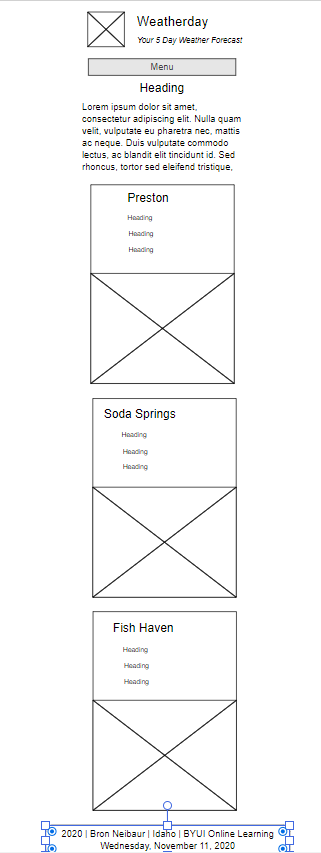 Weatherday
Your 5 Day Weather Forecast
Menu
Heading
Lorem ipsum dolor sit amet,
consectetur adipiscing elit. Nulla quam
velit, vulputate eu pharetra nec, mattis
ac neque. Duis vulputate commodo
lectus, ac blandit elit tincidunt id. Sed
rhoncus, tortor sed eleifend tristique,
Preston
Heading
Heading
Heading
Soda Springs
Heading
Heading
Heading
Fish Haven
Heading
Heading
Heading
2020 | Bron Neibaur | Idaho | BYUI Online Learning
Wednesday, November 11, 2020